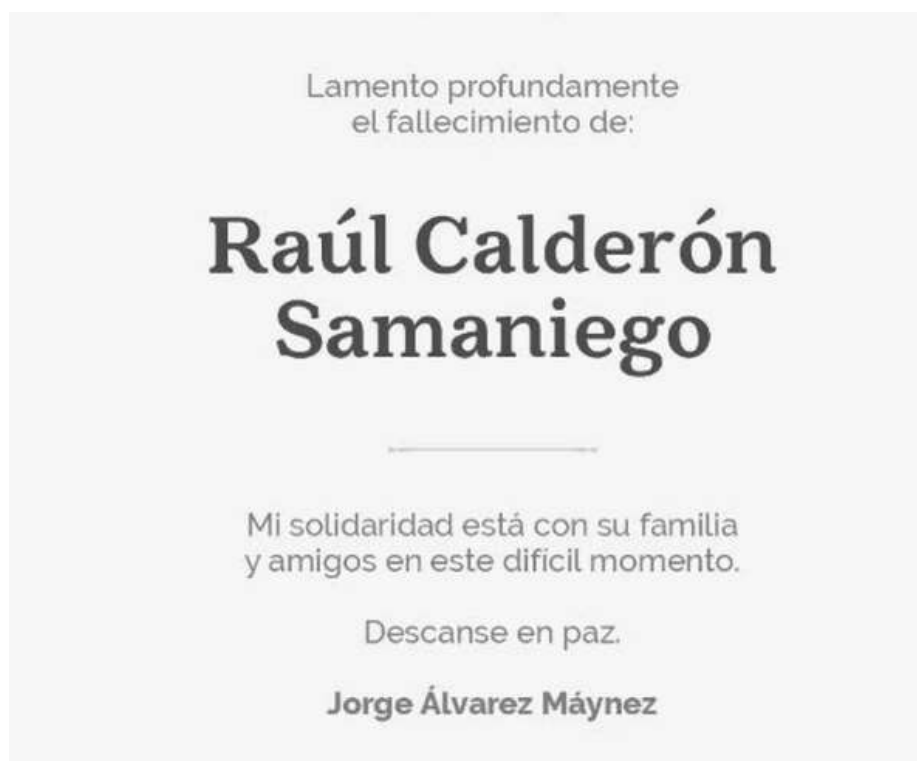 Lamento profundamente
el fallecimiento de:
Raúl Calderón
Samaniego
Mi solidaridad está con su familia
y amigos en este difícil momento.
Descanse en paz.
Jorge Álvarez Máynez